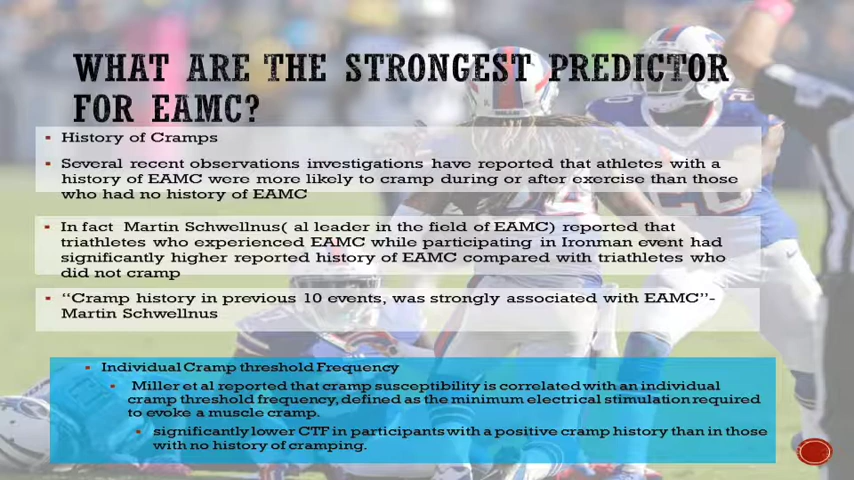 WHAT ARE THE STRONGEST PREDICTOR
FOR EAMC?
History of Cramps
Several recent observations investigations have reported that athletes with a
history of EAMC were more likely to cramp during or after exercise than those
who had no history of EAMC
In fact Martin Schwellnus( al leader in the field of EAMC) reported that
triathletes who experienced EAMC while participating in Ironman event had
significantly higher reported history of EAMC compared with triathletes who
did not cramp
“Cramp history in previous 10 events, was strongly associated with EAMC”-
Martin Schwellnus
Individual Cramp threshold Frequency
Miller et al reported that cramp susceptibility is correlated with an individual
cramp threshold frequency, defined as the minimum electrical stimulation required
to evoke a muscle cramp.
significantly lower CTF in participants with a positive cramp history than in those
with no history of cramping.